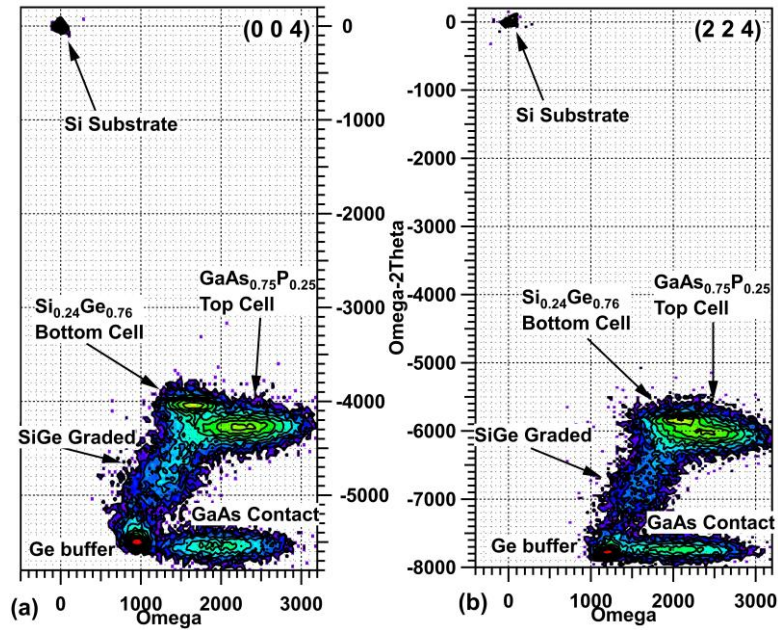 (0 0 4)
0
Si Substrate
-1000
-2000
-3000
GaAs0.75P0.25
Top Cell
Si0.24Ge0.76
Bottom Cell
-4000
SiGe Graded
-5000
GaAs Contact
Ge buffer
0 1000 2000 3000
(a)
Omega
Omega-2Theta
(2 2 4)
0
Si Substrate
-1000
-2000
-3000
-4000
GaAs0.75P0.25
Top Cell
Si0.24Ge0.76
Bottom Cell
-5000
-6000
SiGe Graded
-7000
GaAs Contact
Ge buffer
-8000
0 1000 2000 3000
(b)
Omega